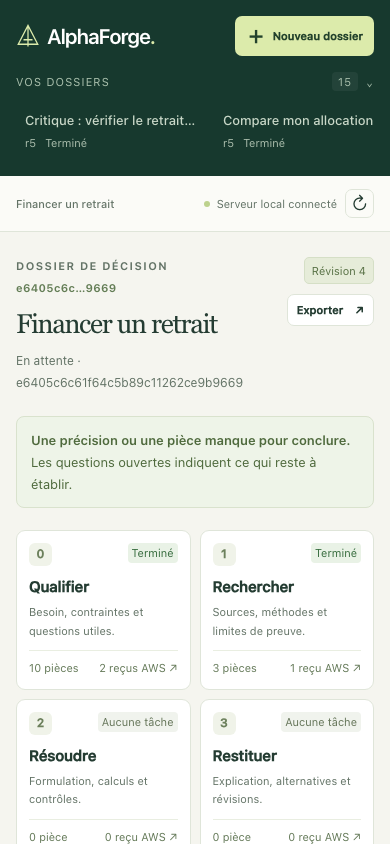 AlphaForge.
Nouveau dossier
VOS DOSSIERS
15
Critique : vérifier le retrait...
r5 Terminé
Compare mon allocation
r5 Terminé
Financer un retrait
Serveur local connecté
DOSSIER DE DÉCISION
e6405c6c...9669
Révision 4
Exporter ↗
Financer un retrait
En attente ·
e6405c6c61f64c5b89c11262ce9b9669
Une précision ou une pièce manque pour conclure.
Les questions ouvertes indiquent ce qui reste à
établir.
0
Terminé
Qualifier
Besoin, contraintes et
questions utiles.
10 pièces
2 reçus AWS ↗
1
Terminé
Rechercher
Sources, méthodes et
limites de preuve.
3 pièces
1 reçu AWS ↗
2
Aucune tâche
Résoudre
Formulation, calculs et
contrôles.
0 pièce
0 reçu AWS ↗
3
Aucune tâche
Restituer
Explication, alternatives et
révisions.
0 pièce
0 reçu AWS ↗